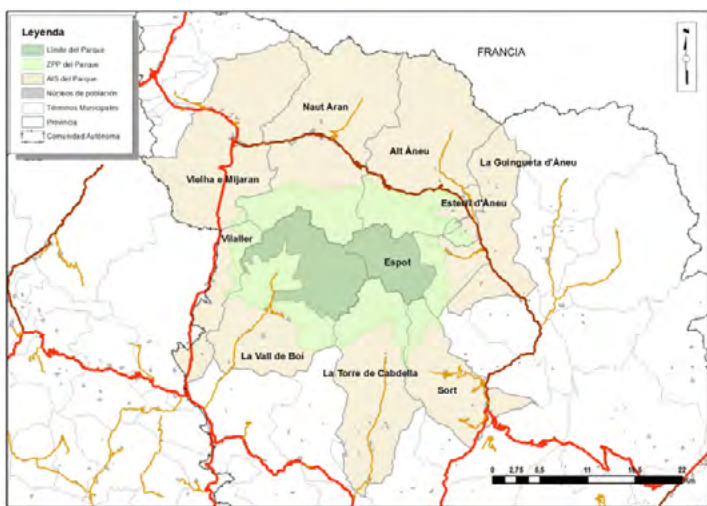 Leyenda
Límite del Parque
ZPP del Parque
AIS del Parque
Núcleos de población
Términos Municipales
Provincia
Comunidad Autónoma
FRANCIA
N
Naut Aran
Alt Àneu
La Guingueta d'Àneu
Vielha e Mijaran
Esterri d'Àneu
Vilaller
Espot
La Vall de Boí
La Torre de Cabdella
Sort
0 2,75 5,5 11 16,5 22
Km